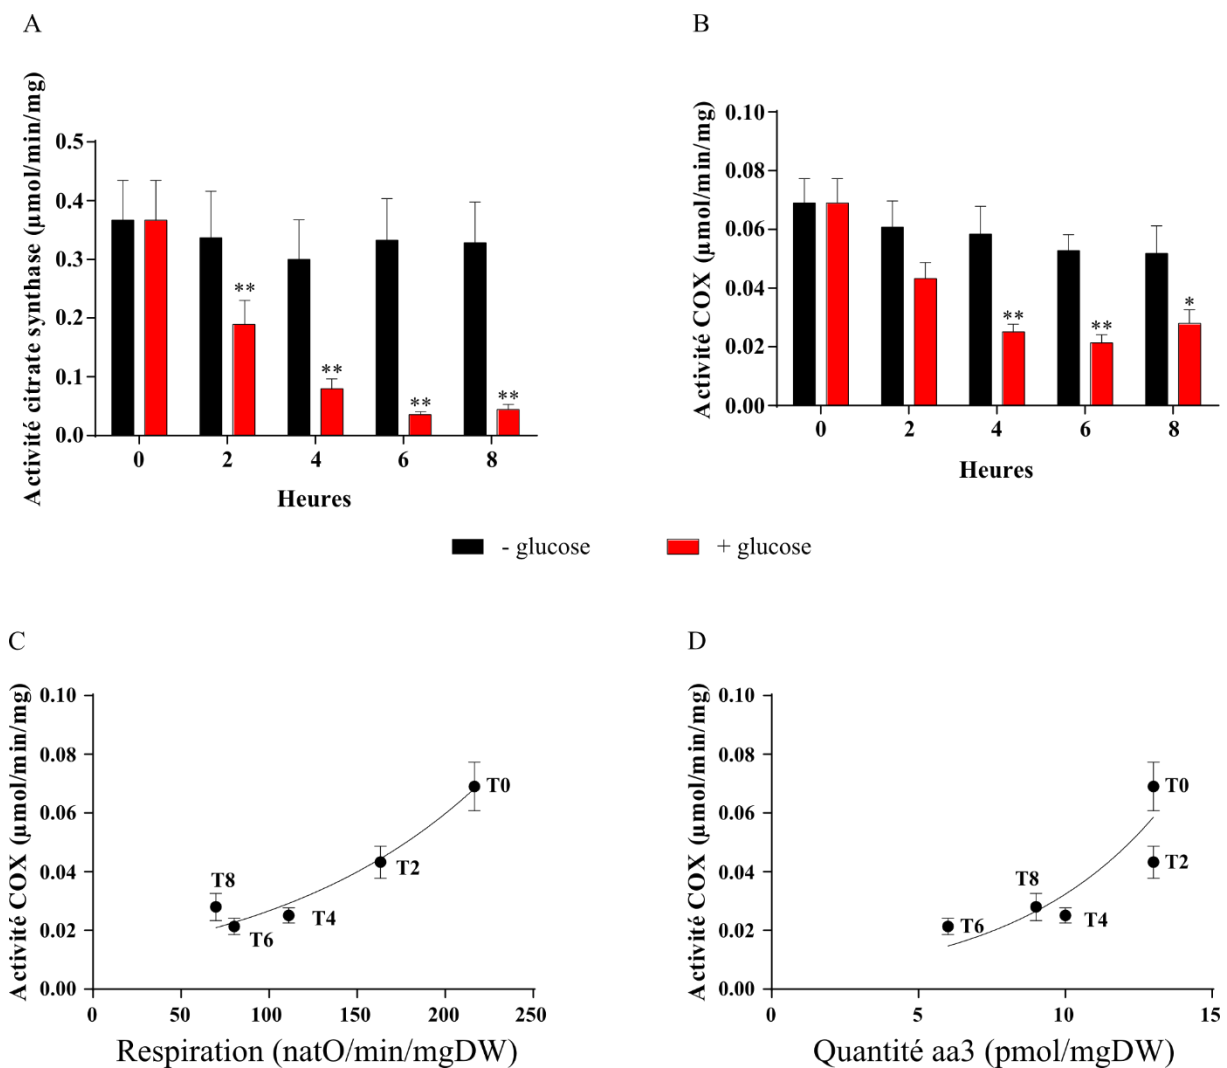 A
Activité citrate synthase (µmol/min/mg)
0.5
0.4
0.3
0.2
0.1
0.0
**
**
**
**
0 2 4 6 8
Heures
B
Activité COX (µmol/min/mg)
0.10
0.08
0.06
0.04
0.02
0.00
**
**
*
0 2 4 6 8
Heures
- glucose
+ glucose
C
Activité COX (µmol/min/mg)
0.10
0.08
0.06
0.04
0.02
0.00
T0
T2
T8
T4
T6
0 50 100 150 200 250
Respiration (natO/min/mgDW)
D
Activité COX (µmol/min/mg)
0.10
0.08
0.06
0.04
0.02
0.00
T0
T2
T8
T4
T6
0 5 10 15
Quantité aa3 (pmol/mgDW)